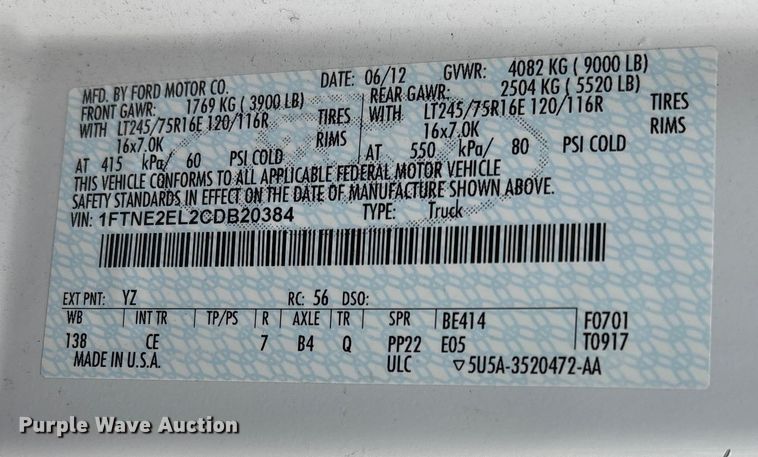 MFD. BY FORD MOTOR CO. DATE: 06/12 GVWR: 4082 KG ( 9000 LB)
FRONT GAWR: 1769 KG ( 3900 LB) REAR GAWR: 2504 KG ( 5520 LB)
WITH LT245/75R16E 120/116R TIRES WITH LT245/75R16E 120/116R TIRES
16x7.0K RIMS 16x7.0K RIMS
AT 415 kPa/ 60 PSI COLD AT 550 kPa/ 80 PSI COLD
THIS VEHICLE CONFORMS TO ALL APPLICABLE FEDERAL MOTOR VEHICLE
SAFETY STANDARDS IN EFFECT ON THE DATE OF MANUFACTURE SHOWN ABOVE.
VIN: 1FTNE2EL2CDB20384 TYPE: Truck
EXT PNT: YZ RC: 56 DSO:
WB INT TR TP/PS R AXLE TR SPR BE414 F0701
138 CE 7 B4 Q PP22 E05 T0917
MADE IN U.S.A. ULC ▽5U5A-3520472-AA
Purple Wave Auction